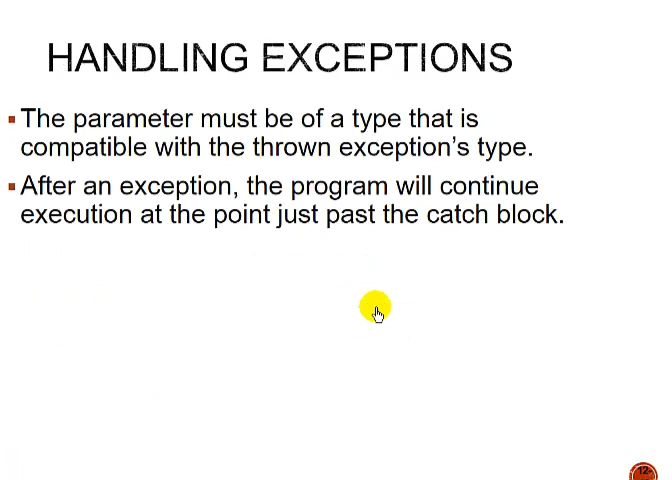 HANDLING EXCEPTIONS
▪ The parameter must be of a type that is
compatible with the thrown exception's type.
▪ After an exception, the program will continue
execution at the point just past the catch block.
12-